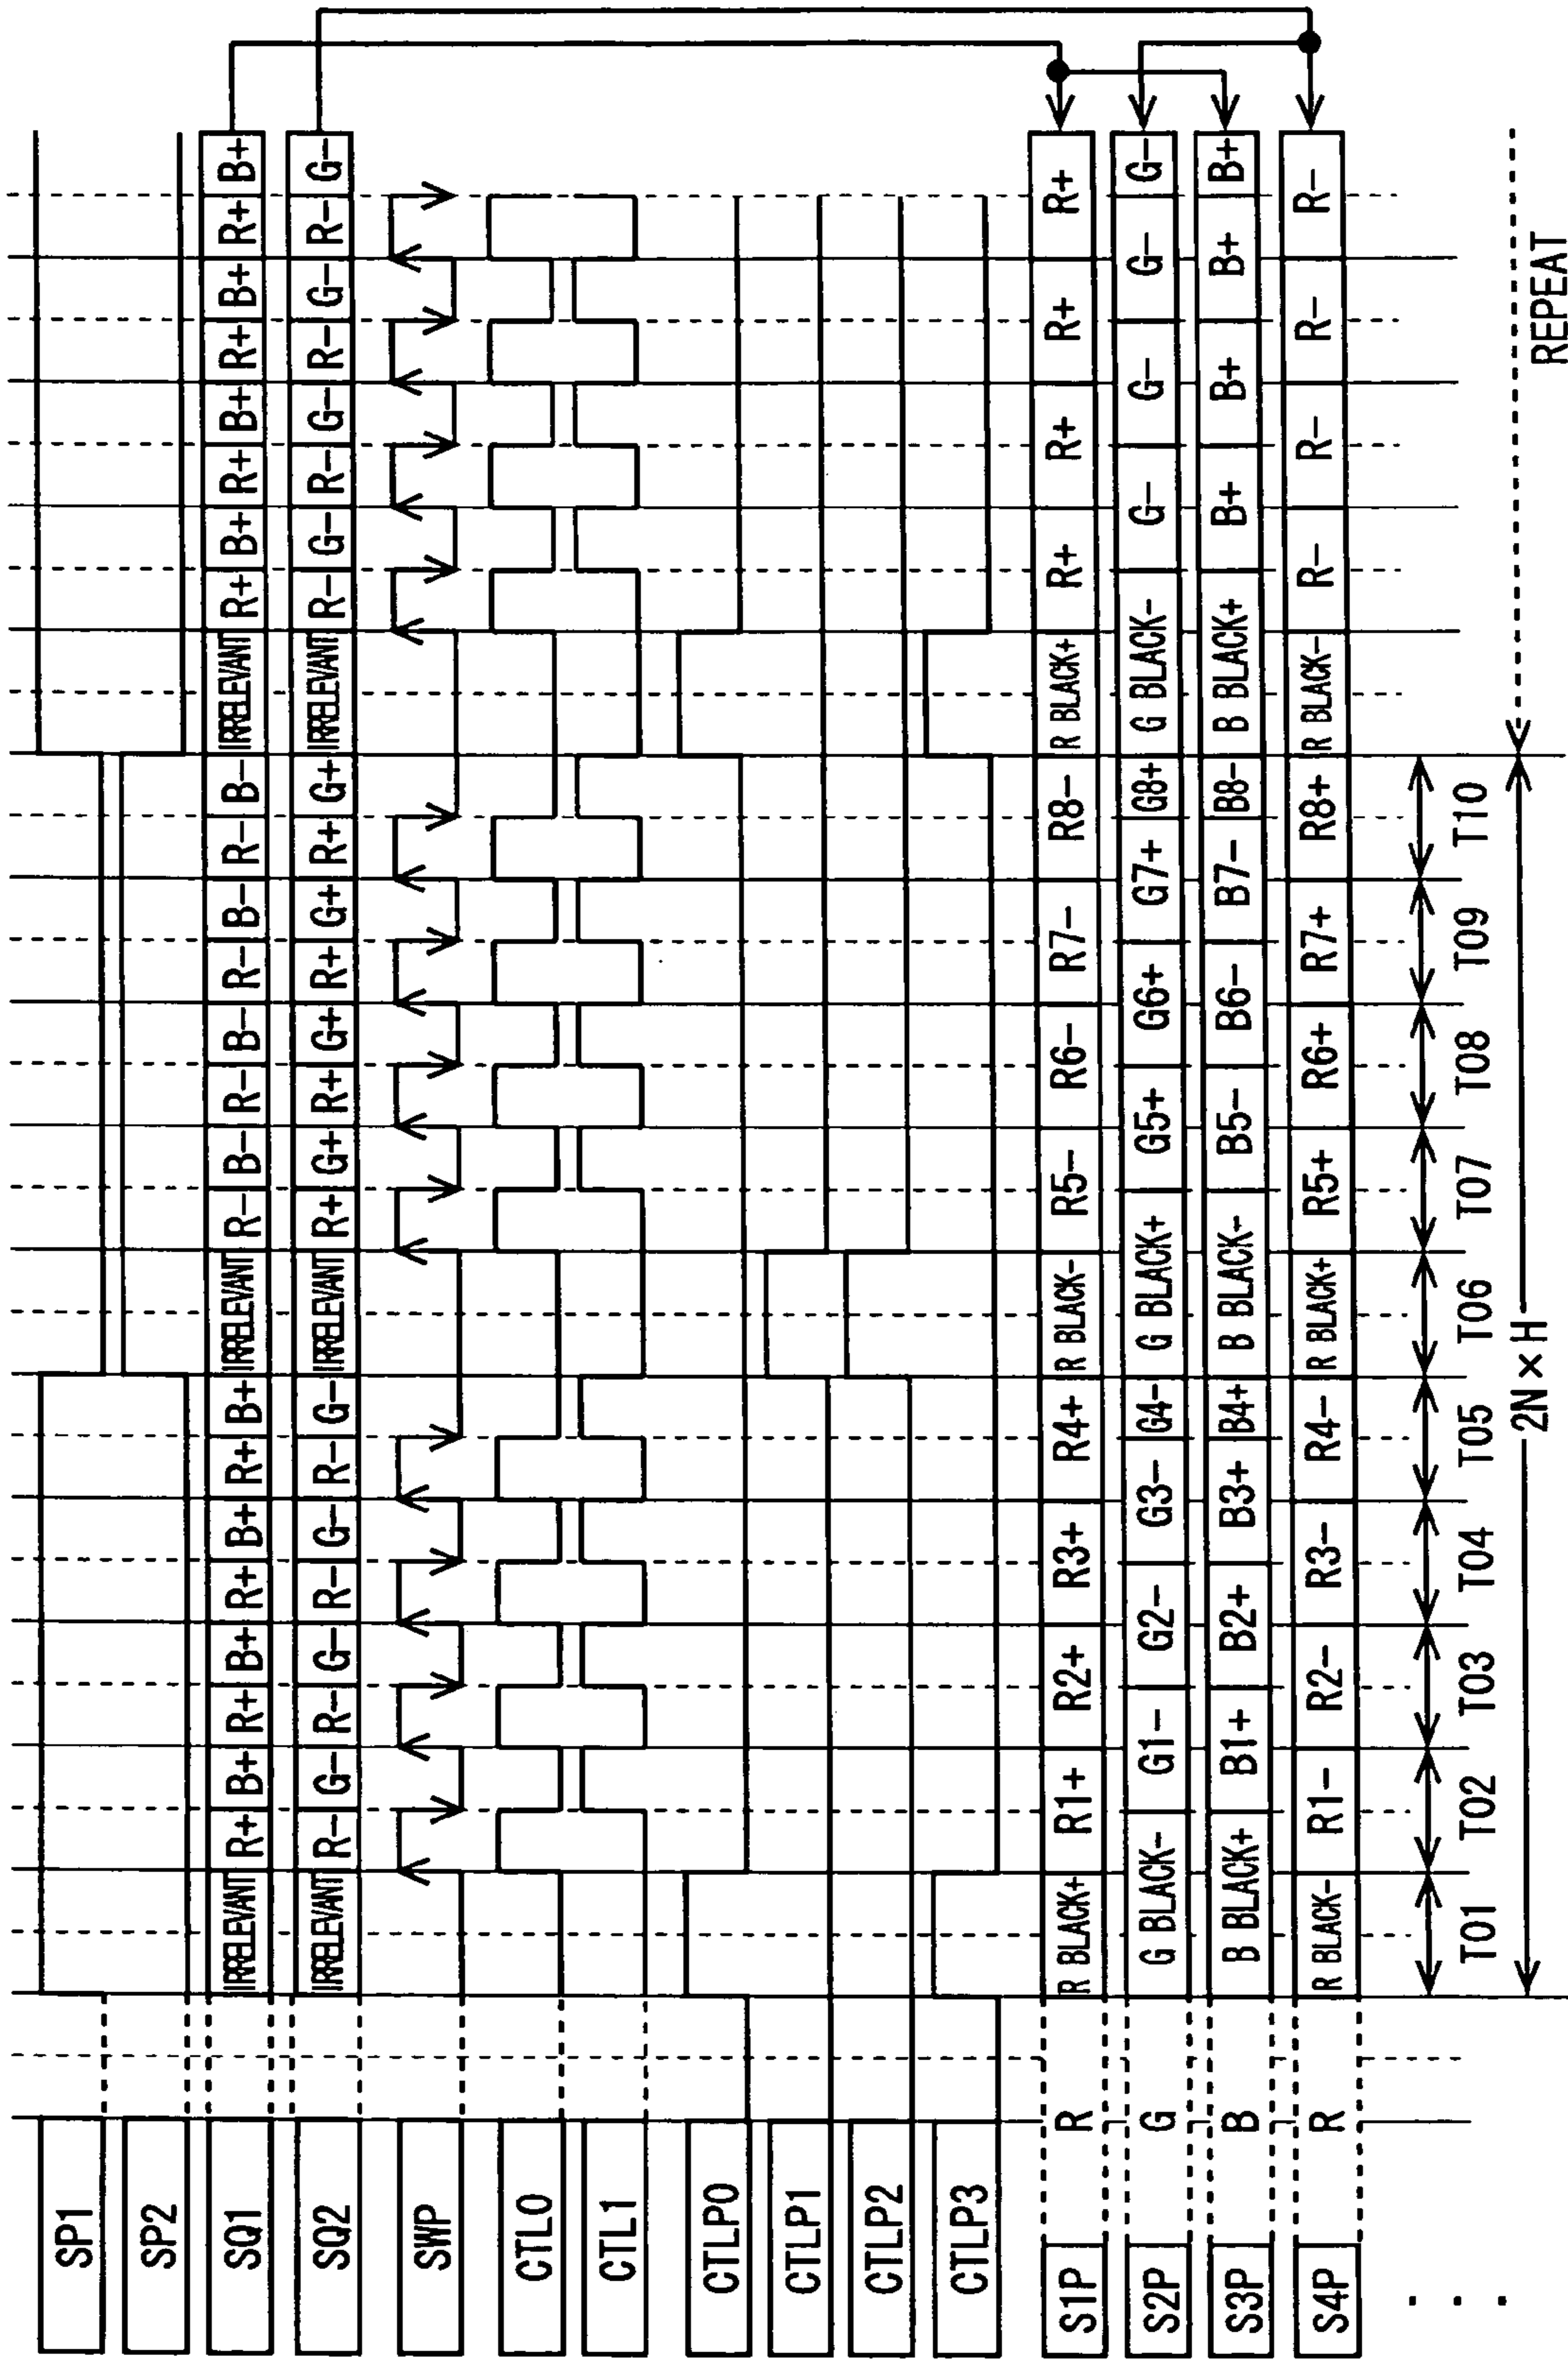 SP1
SP2
SQ1 IRRELEVANT R+ B+ R+ B+ R+ B+ R+ B+ IRRELEVANT R- B- R- B- R- B- R- B- IRRELEVANT R+ B+ R+ B+ R+ B+ R+ B+
SQ2 IRRELEVANT R- G- R- G- R- G- R- G- IRRELEVANT R+ G+ R+ G+ R+ G+ R+ G+ IRRELEVANT R- G- R- G- R- G- R- G-
SWP
CTL0
CTL1
CTLP0
CTLP1
CTLP2
CTLP3
S1P R R BLACK+ R1+ R2+ R3+ R4+ R BLACK- R5- R6- R7- R8- R BLACK+ R+ R+ R+ R+
S2P G G BLACK- G1- G2- G3- G4- G BLACK+ G5+ G6+ G7+ G8+ G BLACK- G- G- G- G-
S3P B B BLACK+ B1+ B2+ B3+ B4+ B BLACK- B5- B6- B7- B8- B BLACK+ B+ B+ B+ B+
S4P R R BLACK- R1- R2- R3- R4- R BLACK+ R5+ R6+ R7+ R8+ R BLACK- R- R- R- R-
. . .
T01 T02 T03 T04 T05 T06 T07 T08 T09 T10
2N×H REPEAT